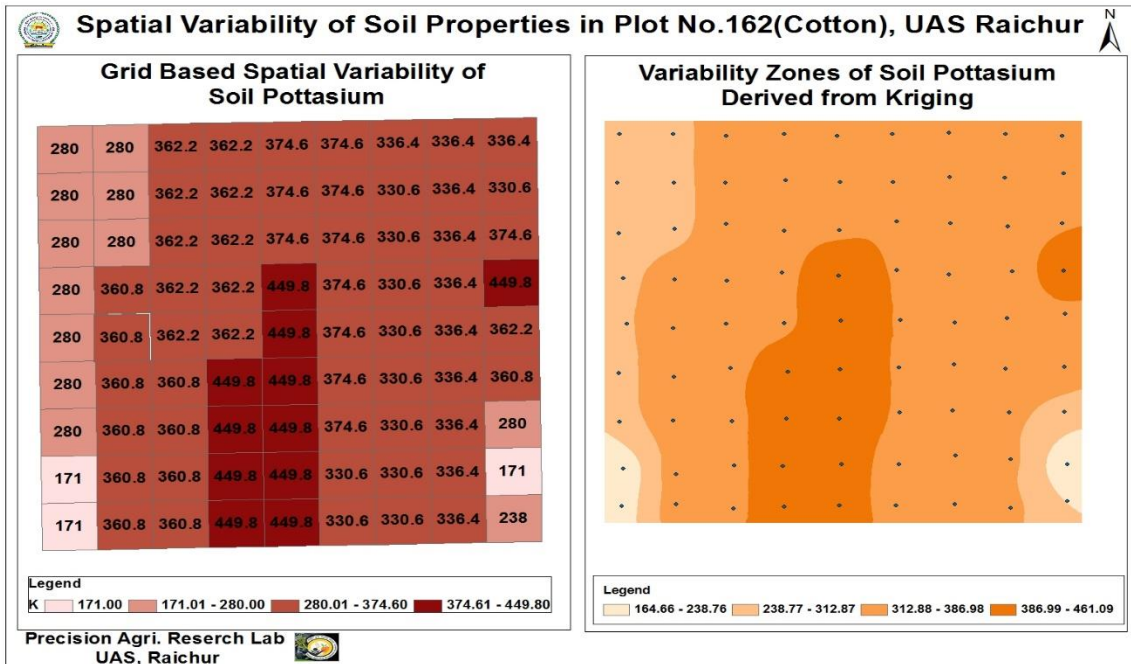 Spatial Variability of Soil Properties in Plot No.162(Cotton), UAS Raichur
N
Grid Based Spatial Variability of
Soil Pottasium
280 280 362.2 362.2 374.6 374.6 336.4 336.4 336.4
280 280 362.2 362.2 374.6 374.6 330.6 336.4 330.6
280 280 362.2 362.2 374.6 374.6 330.6 336.4 374.6
280 360.8 362.2 362.2 449.8 374.6 330.6 336.4 449.8
280 360.8 362.2 362.2 449.8 374.6 330.6 336.4 362.2
280 360.8 360.8 449.8 449.8 374.6 330.6 336.4 360.8
280 360.8 360.8 449.8 449.8 374.6 330.6 336.4 280
171 360.8 360.8 449.8 449.8 330.6 330.6 336.4 171
171 360.8 360.8 449.8 449.8 330.6 330.6 336.4 238
Legend
K 171.00 171.01 - 280.00 280.01 - 374.60 374.61 - 449.80
Variability Zones of Soil Pottasium
Derived from Kriging
Legend
164.66 - 238.76 238.77 - 312.87 312.88 - 386.98 386.99 - 461.09
Precision Agri. Reserch Lab
UAS, Raichur